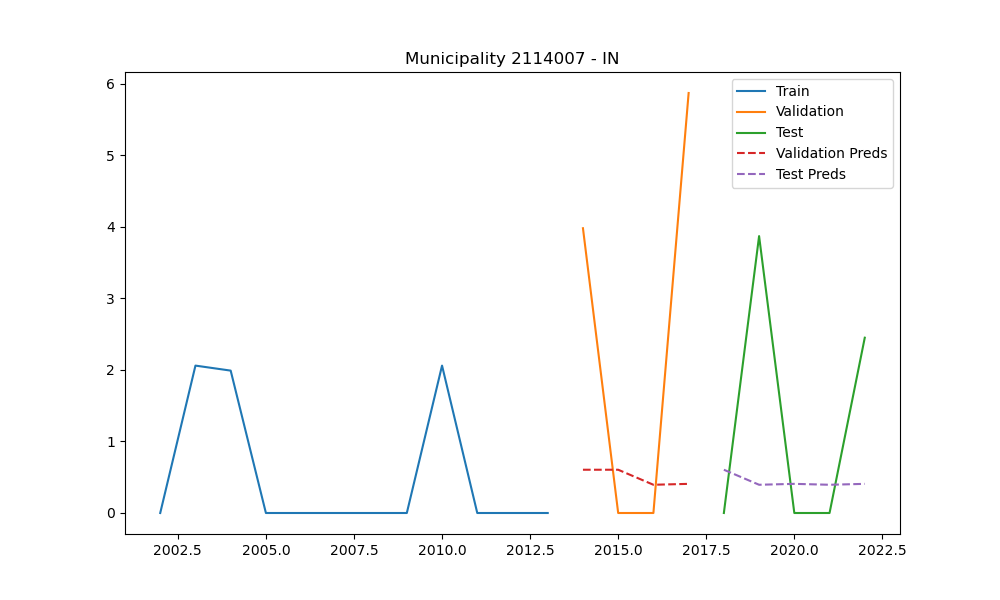 Municipality 2114007 - IN
Train
Validation
Test
Validation Preds
Test Preds
6
5
4
3
2
1
0
2002.5 2005.0 2007.5 2010.0 2012.5 2015.0 2017.5 2020.0 2022.5